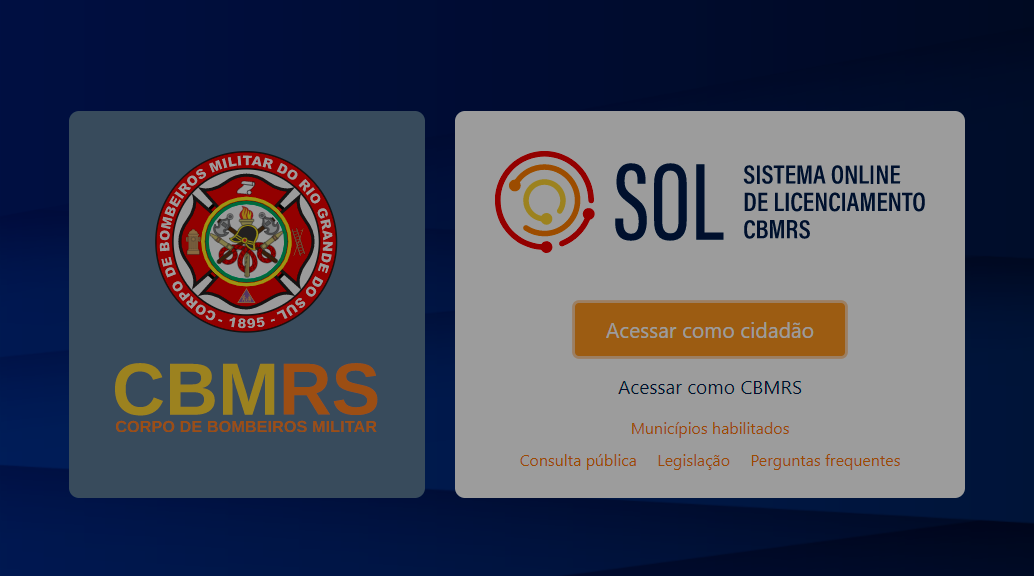 CORPO DE BOMBEIROS MILITAR DO RIO GRANDE DO SUL
- 1895 -
CBMRS
CORPO DE BOMBEIROS MILITAR
SOL
SISTEMA ONLINE
DE LICENCIAMENTO
CBMRS
Acessar como cidadão
Acessar como CBMRS
Municípios habilitados
Consulta pública Legislação Perguntas frequentes